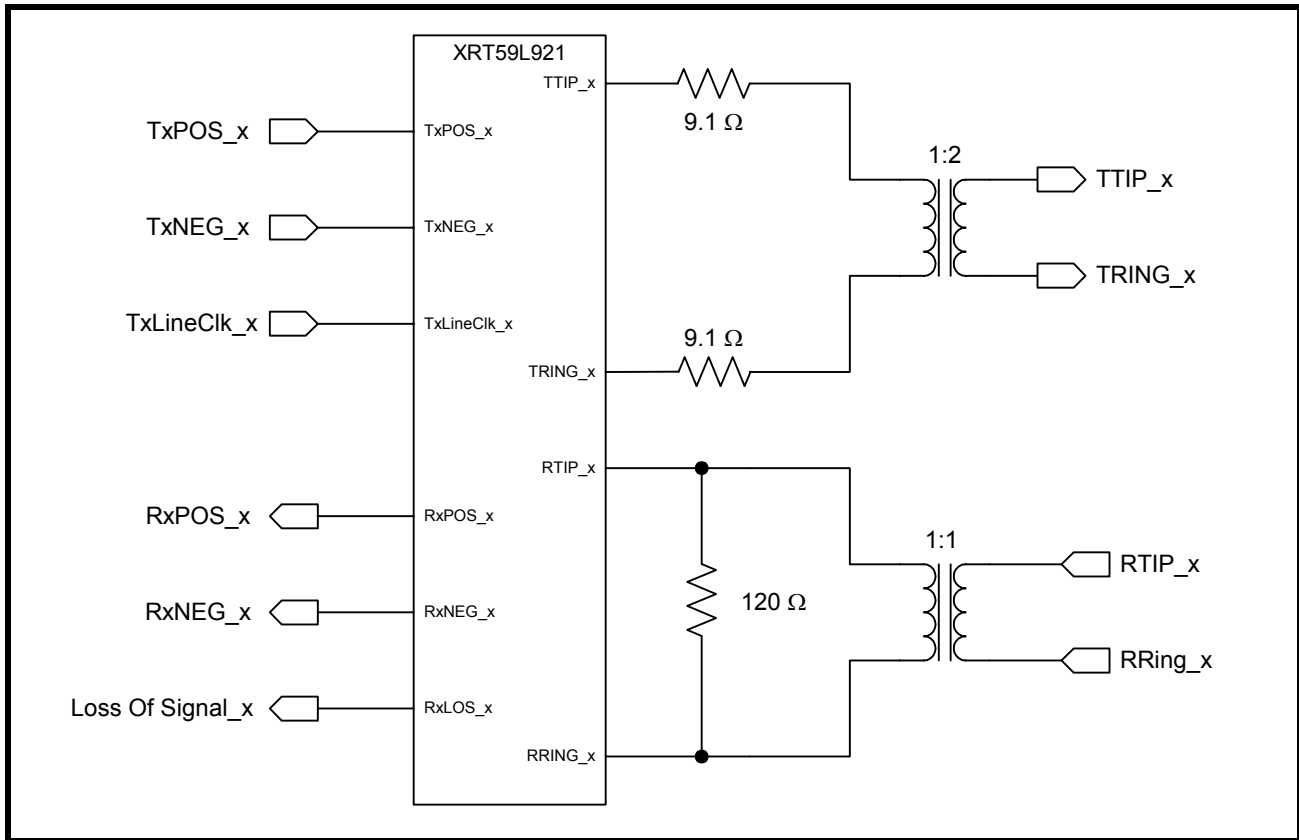 XRT59L921
TTIP_x
9.1 Ω
TxPOS_x
TxPOS_x
1:2
TTIP_x
TxNEG_x
TxNEG_x
TRING_x
TxLineClk_x
TxLineClk_x
9.1 Ω
TRING_x
RTIP_x
RxPOS_x
RxPOS_x
1:1
RTIP_x
RxNEG_x
RxNEG_x
120 Ω
RRing_x
Loss Of Signal_x
RxLOS_x
RRING_x